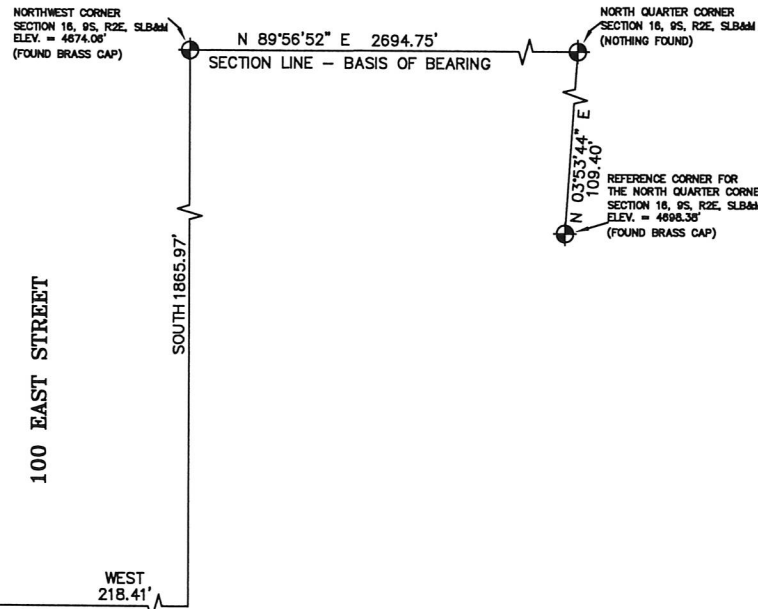 NORTHWEST CORNER
SECTION 16, 9S, R2E, SLB&M
ELEV. = 4674.06'
(FOUND BRASS CAP)
N 89°56'52" E 2694.75'
SECTION LINE – BASIS OF BEARING
NORTH QUARTER CORNER
SECTION 16, 9S, R2E, SLB&M
(NOTHING FOUND)
N 03°53'44" E
109.40'
REFERENCE CORNER FOR
THE NORTH QUARTER CORNE
SECTION 16, 9S, R2E, SLB&M
ELEV. = 4698.38'
(FOUND BRASS CAP)
SOUTH 1865.97'
100 EAST STREET
WEST
218.41'